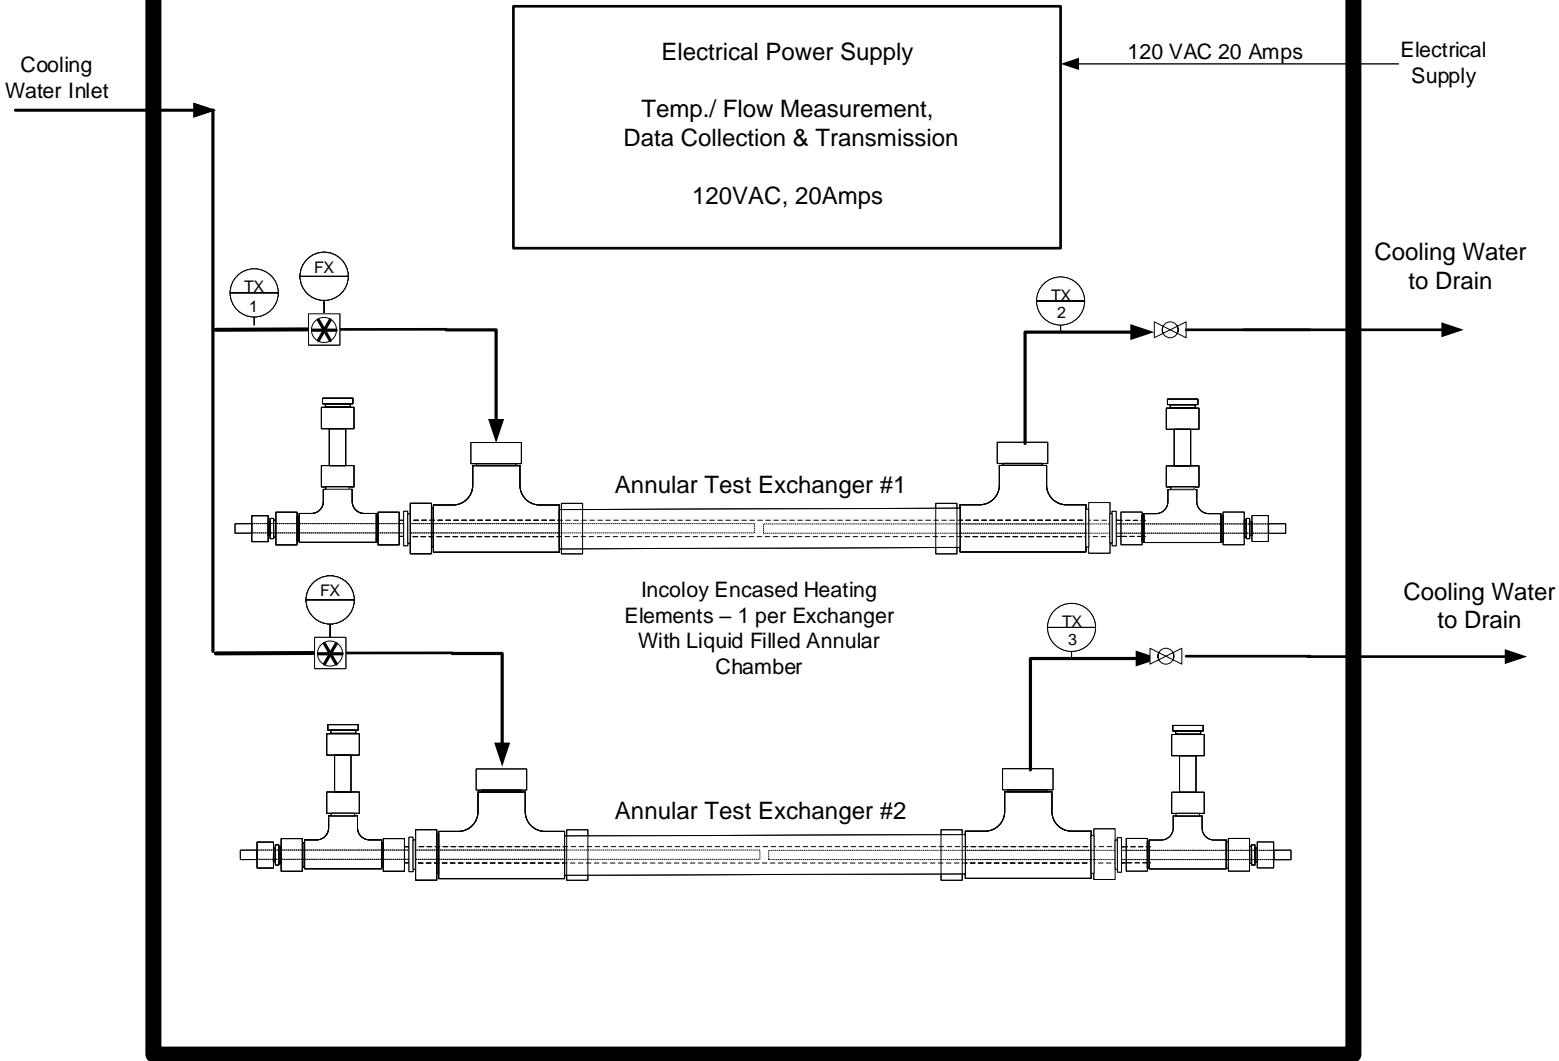 Electrical Power Supply
Temp./ Flow Measurement,
Data Collection & Transmission
120VAC, 20Amps
Cooling
Water Inlet
120 VAC 20 Amps
Electrical
Supply
Cooling Water
to Drain
TX
1
FX
TX
2
Annular Test Exchanger #1
Incoloy Encased Heating
Elements – 1 per Exchanger
With Liquid Filled Annular
Chamber
FX
TX
3
Cooling Water
to Drain
Annular Test Exchanger #2